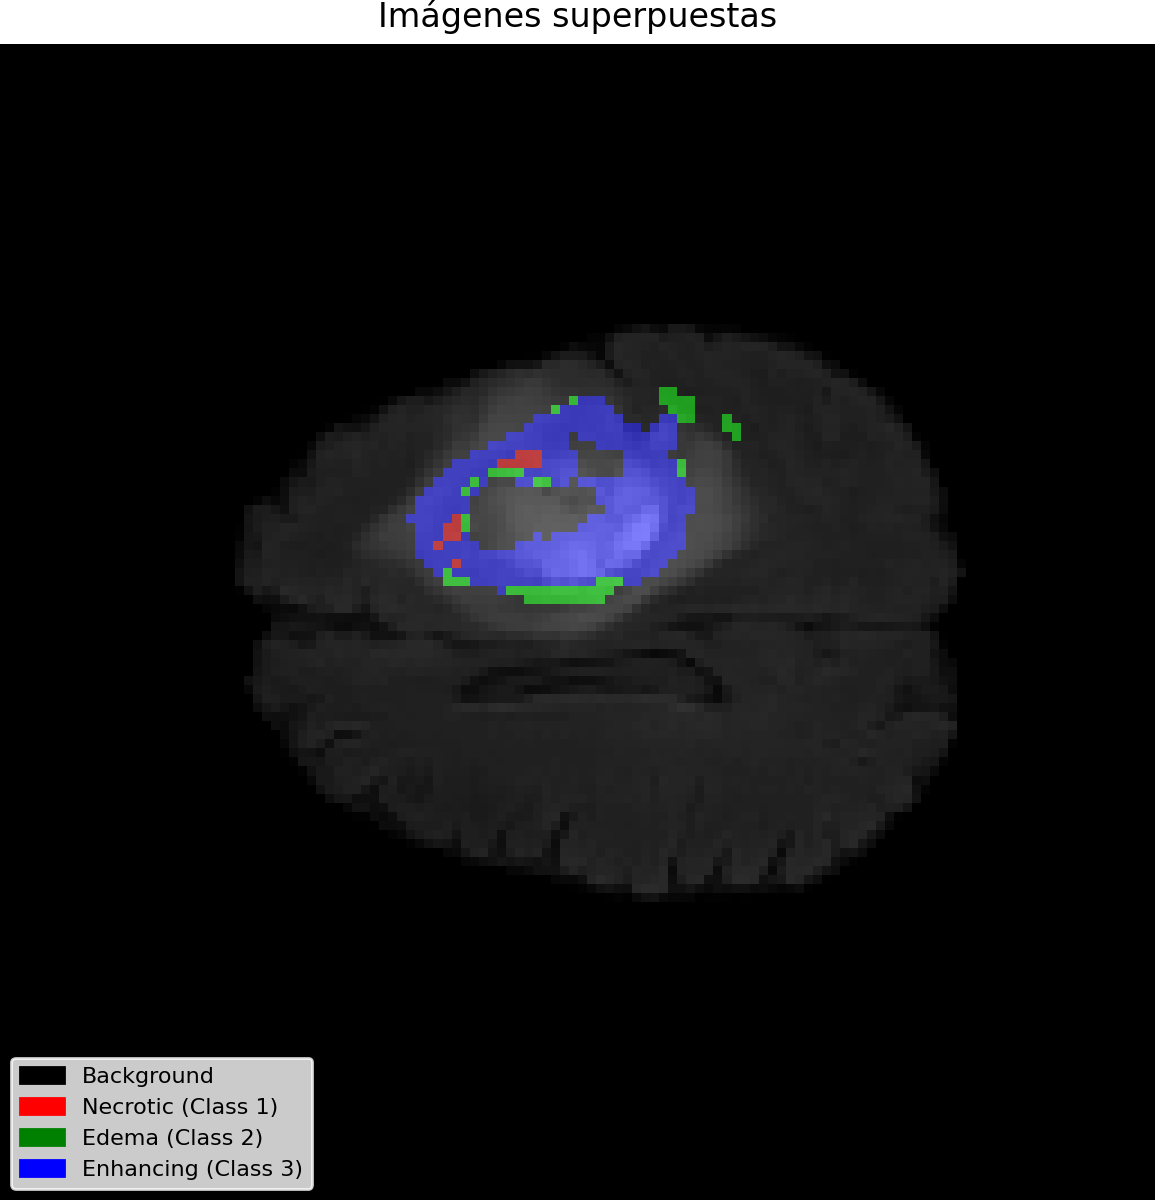 Imágenes superpuestas
Background
Necrotic (Class 1)
Edema (Class 2)
Enhancing (Class 3)